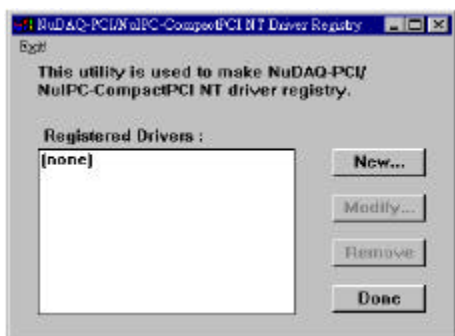 NuDAQ-PCI/NuIPC-CompactPCI NT Driver Registry
Exit!
This utility is used to make NuDAQ-PCI/
NuIPC-CompactPCI NT driver registry.
Registered Drivers :
(none)
New...
Modify...
Remove
Done